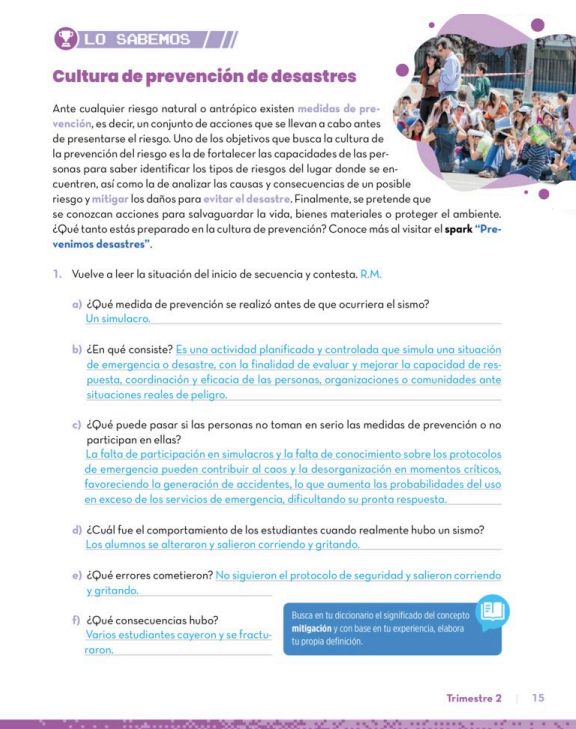 LO SABEMOS
Cultura de prevención de desastres
Ante cualquier riesgo natural o antrópico existen medidas de pre-
vención, es decir, un conjunto de acciones que se llevan a cabo antes
de presentarse el riesgo. Uno de los objetivos que busca la cultura de
la prevención del riesgo es la de fortalecer las capacidades de las per-
sonas para saber identificar los tipos de riesgos del lugar donde se en-
cuentren, así como la de analizar las causas y consecuencias de un posible
riesgo y mitigar los daños para evitar el desastre. Finalmente, se pretende que
se conozcan acciones para salvaguardar la vida, bienes materiales o proteger el ambiente.
¿Qué tanto estás preparado en la cultura de prevención? Conoce más al visitar el spark “Pre-
venimos desastres”.
1. Vuelve a leer la situación del inicio de secuencia y contesta. R.M.
a) ¿Qué medida de prevención se realizó antes de que ocurriera el sismo?
Un simulacro.
b) ¿En qué consiste? Es una actividad planificada y controlada que simula una situación
de emergencia o desastre, con la finalidad de evaluar y mejorar la capacidad de res-
puesta, coordinación y eficacia de las personas, organizaciones o comunidades ante
situaciones reales de peligro.
c) ¿Qué puede pasar si las personas no toman en serio las medidas de prevención o no
participan en ellas?
La falta de participación en simulacros y la falta de conocimiento sobre los protocolos
de emergencia pueden contribuir al caos y la desorganización en momentos críticos,
favoreciendo la generación de accidentes, lo que aumenta las probabilidades del uso
en exceso de los servicios de emergencia, dificultando su pronta respuesta.
d) ¿Cuál fue el comportamiento de los estudiantes cuando realmente hubo un sismo?
Los alumnos se alteraron y salieron corriendo y gritando.
e) ¿Qué errores cometieron? No siguieron el protocolo de seguridad y salieron corriendo
y gritando.
f) ¿Qué consecuencias hubo?
Varios estudiantes cayeron y se fractu-
raron.
Busca en tu diccionario el significado del concepto
mitigación y con base en tu experiencia, elabora
tu propia definición.
Trimestre 2 | 15